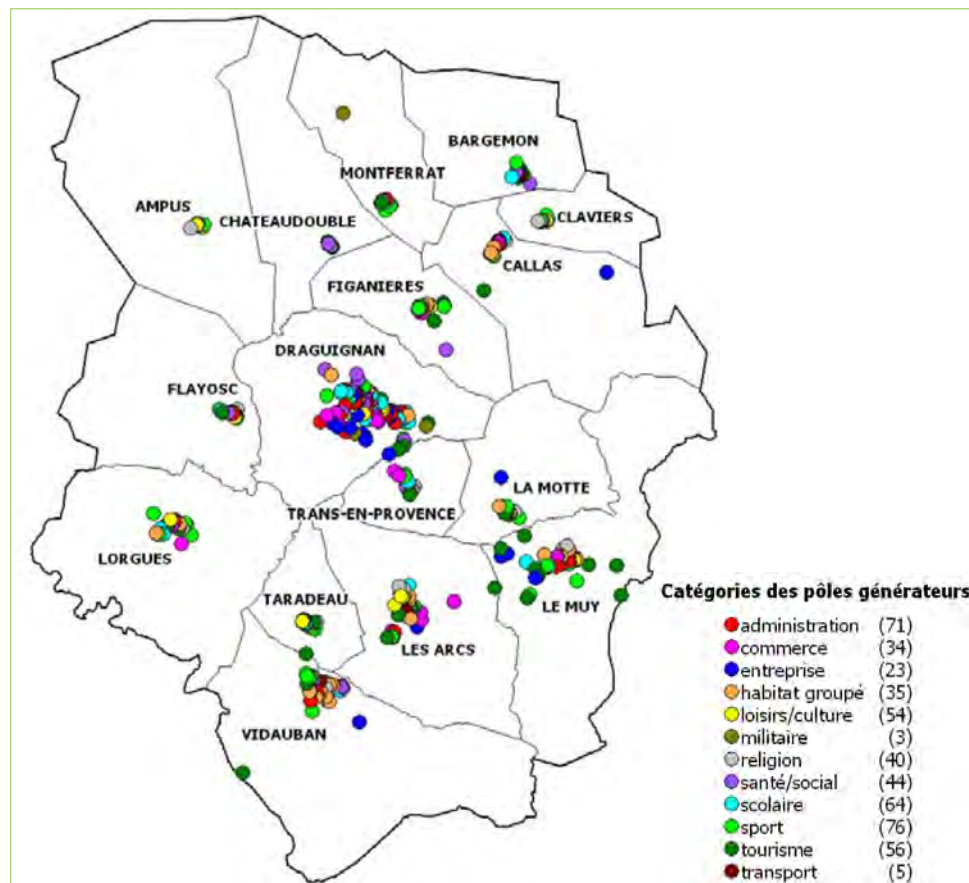 BARGEMON
MONTFERRAT
AMPUS
CHATEAUDOUBLE
CLAVIERS
CALLAS
FIGANIERES
DRAGUIGNAN
FLAYOSC
LA MOTTE
TRANS-EN-PROVENCE
LORGUES
TARADEAU
LE MUY
LES ARCS
VIDAUBAN
Catégories des pôles générateurs
administration (71)
commerce (34)
entreprise (23)
habitat groupé (35)
loisirs/culture (54)
militaire (3)
religion (40)
santé/social (44)
scolaire (64)
sport (76)
tourisme (56)
transport (5)